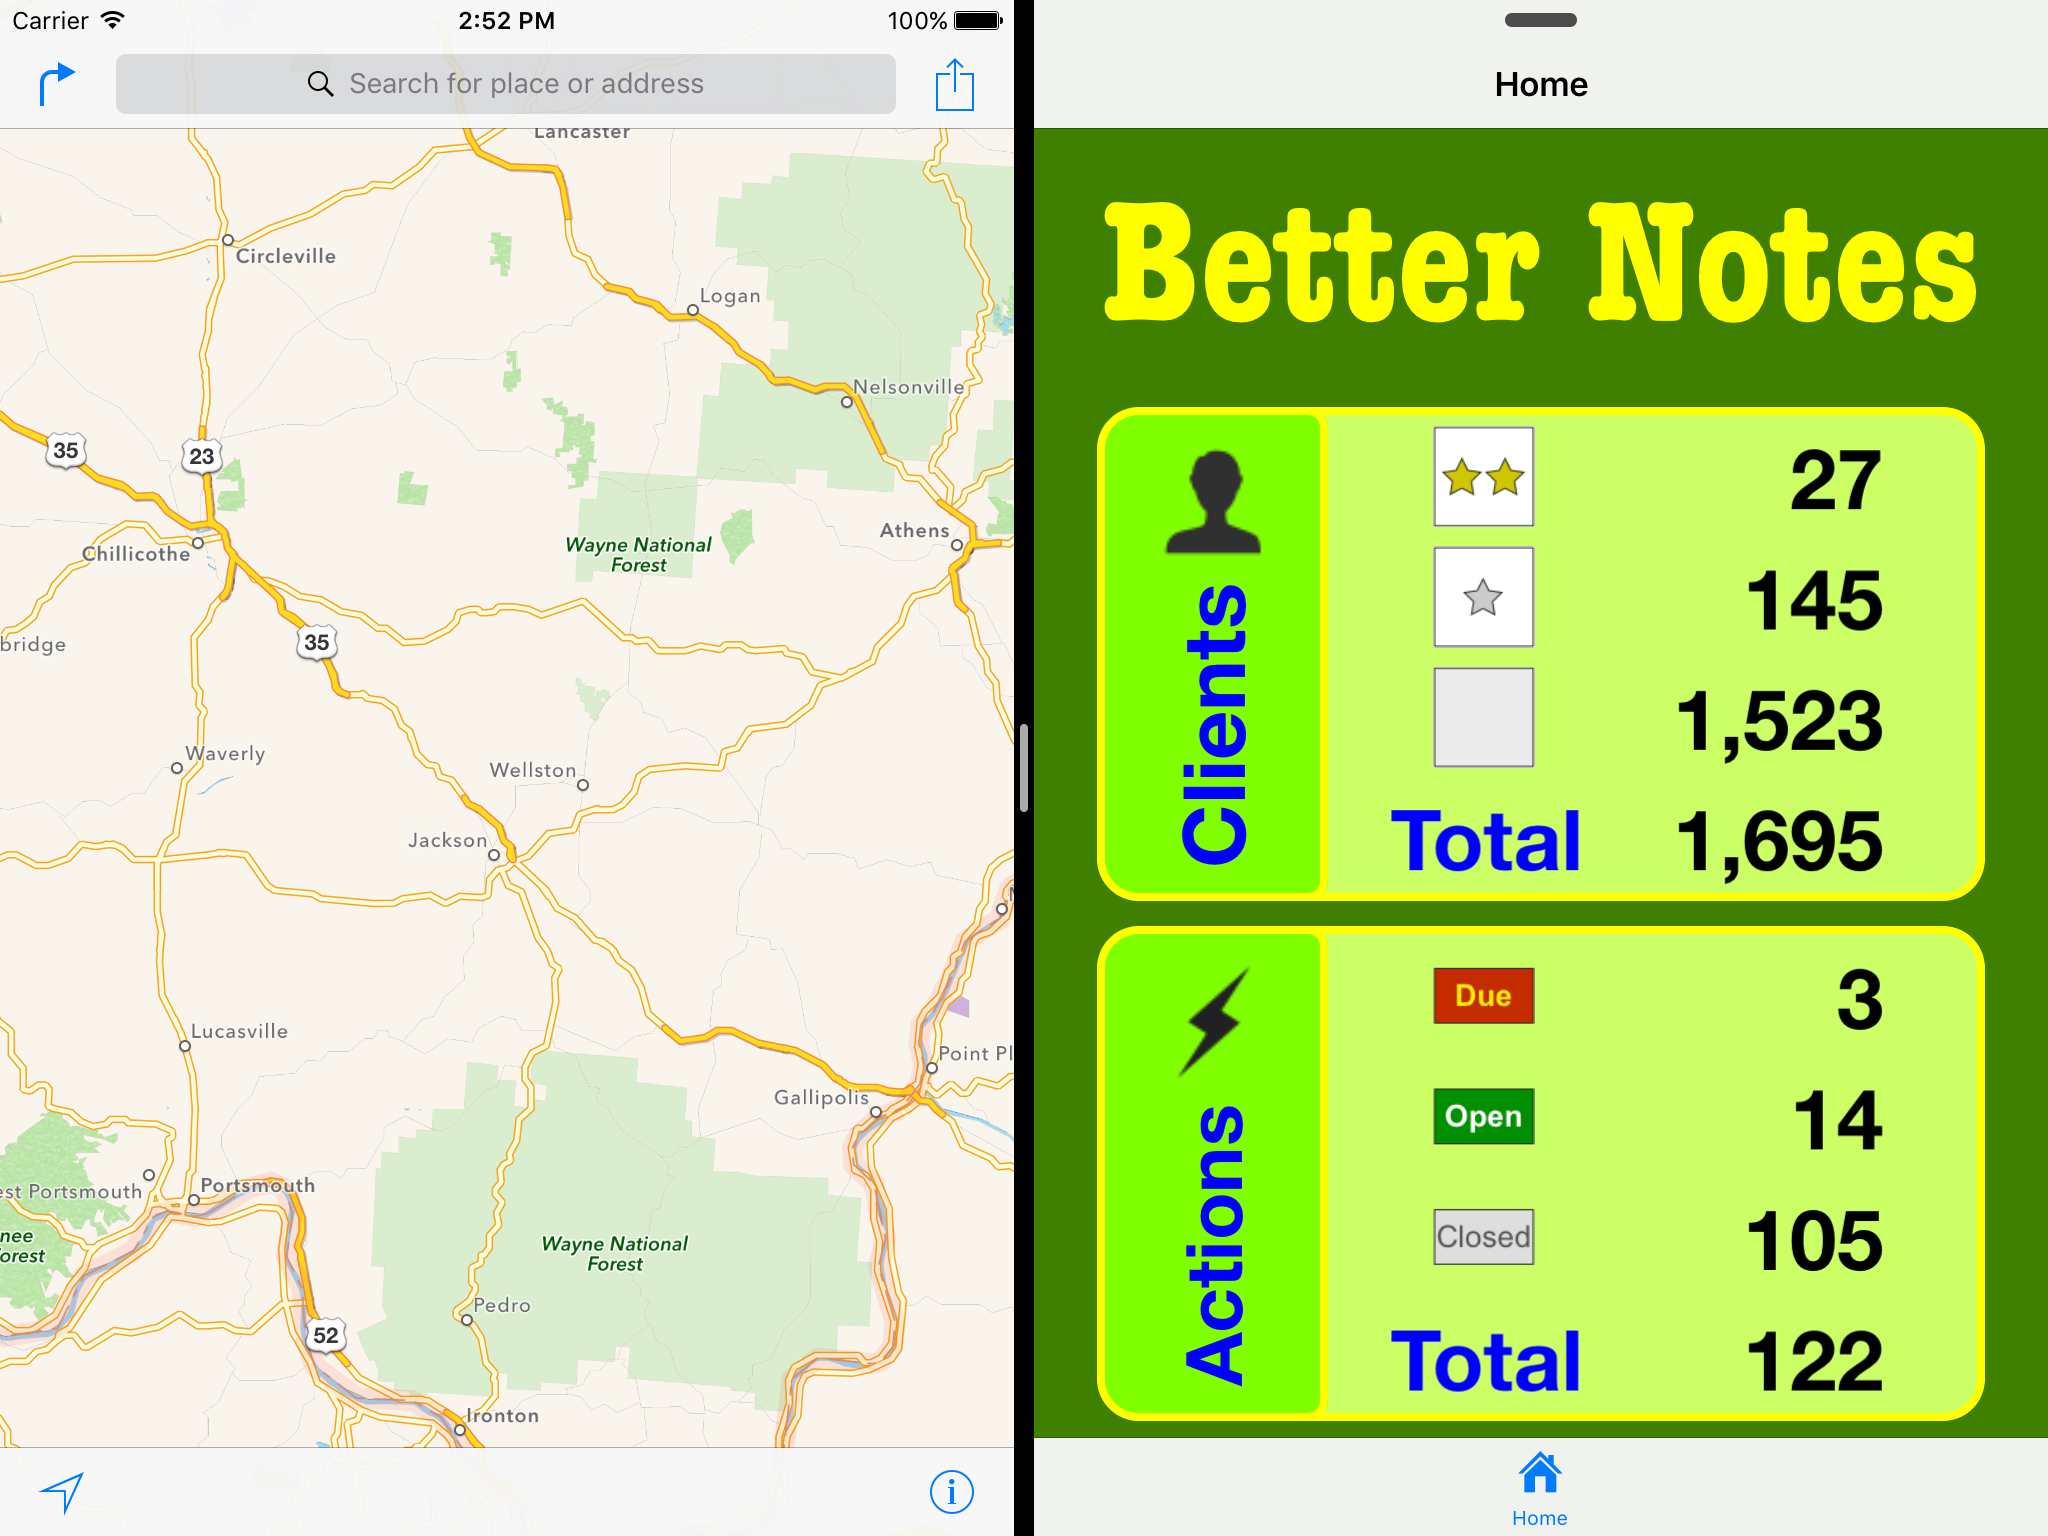 Carrier
2:52 PM
100%
Search for place or address
Lancaster
Circleville
Logan
Nelsonville
35
23
Athens
Chillicothe
Wayne National
Forest
35
bridge
Waverly
Wellston
Jackson
Lucasville
Point Pl
Gallipolis
est Portsmouth
Portsmouth
nee
orest
Wayne National
Forest
Pedro
52
Ironton
i
Home
Better Notes
Clients
27
145
1,523
Total 1,695
Actions
Due 3
Open 14
Closed 105
Total 122
Home